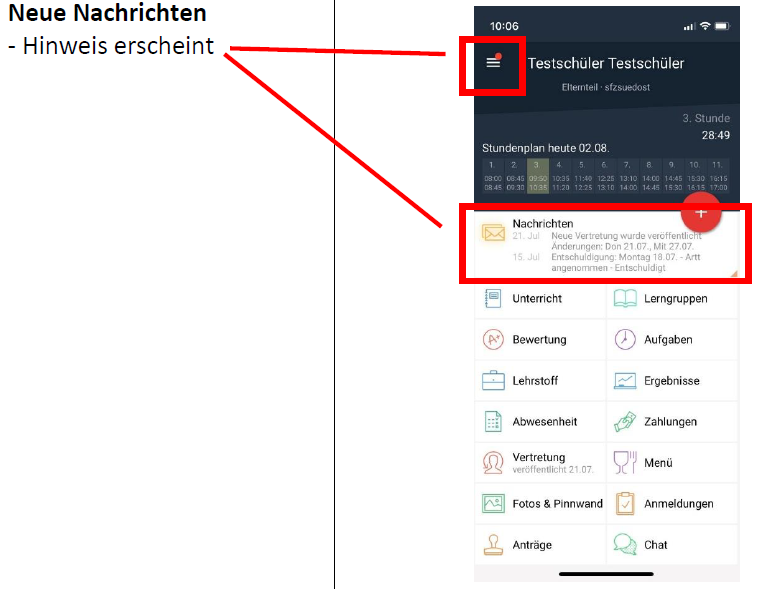 Neue Nachrichten
- Hinweis erscheint
10:06
Testschüler Testschüler
Elternteil · sfzsuedost
3. Stunde
28:49
Stundenplan heute 02.08.
1. 2. 3. 4. 5. 6. 7. 8. 9. 10. 11.
08:00 08:45 09:50 10:35 11:40 12:25 13:10 14:00 14:45 15:30 16:15
08:45 09:30 10:35 11:20 12:25 13:10 14:00 14:45 15:30 16:15 17:00
+
Nachrichten
21. Jul Neue Vertretung wurde veröffentlicht
Änderungen: Don 21.07., Mit 27.07.
15. Jul Entschuldigung: Montag 18.07. - Artt
angenommen - Entschuldigt
Unterricht
Lerngruppen
A+
Bewertung
Aufgaben
Lehrstoff
Ergebnisse
Abwesenheit
Zahlungen
Vertretung
veröffentlicht 21.07.
Menü
Fotos & Pinnwand
Anmeldungen
Anträge
Chat